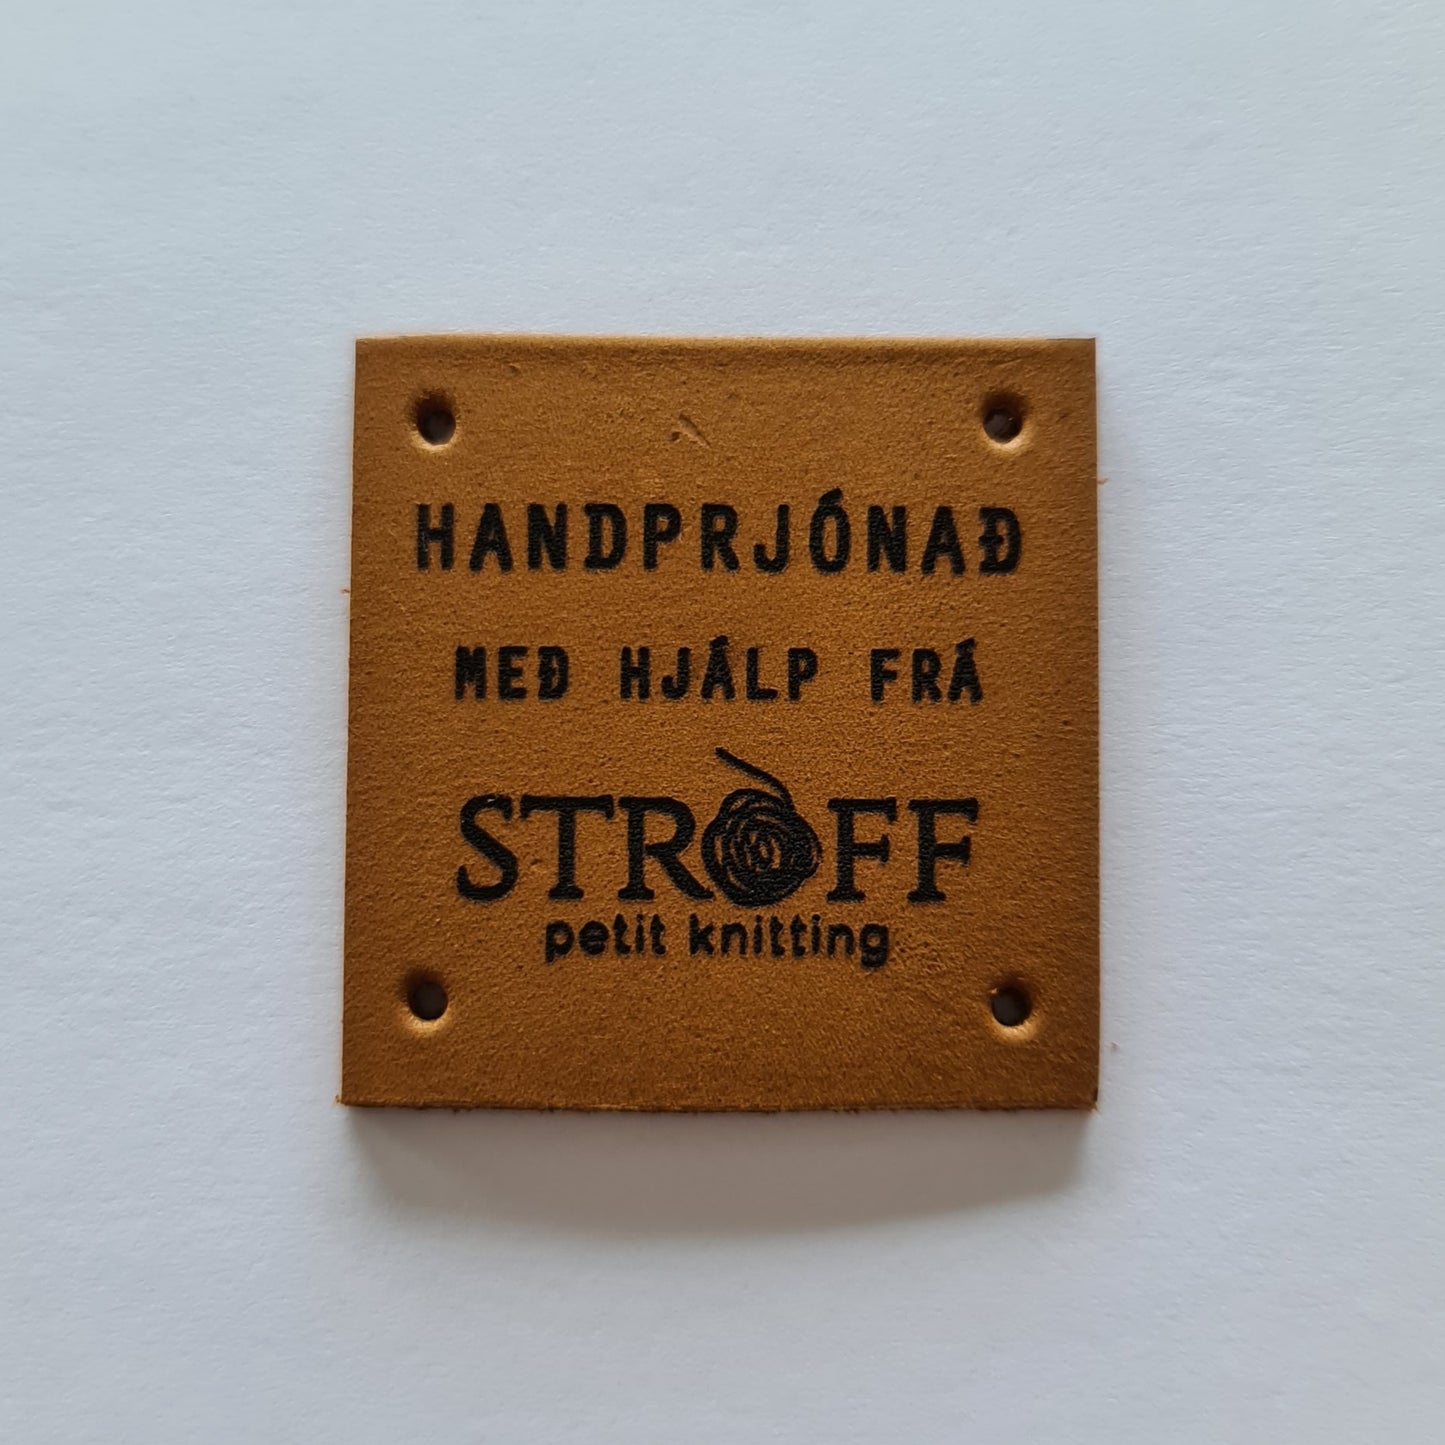 HANDPRJÓNAÐ
MEÐ HJÁLP FRÁ
STROFF
petit knitting